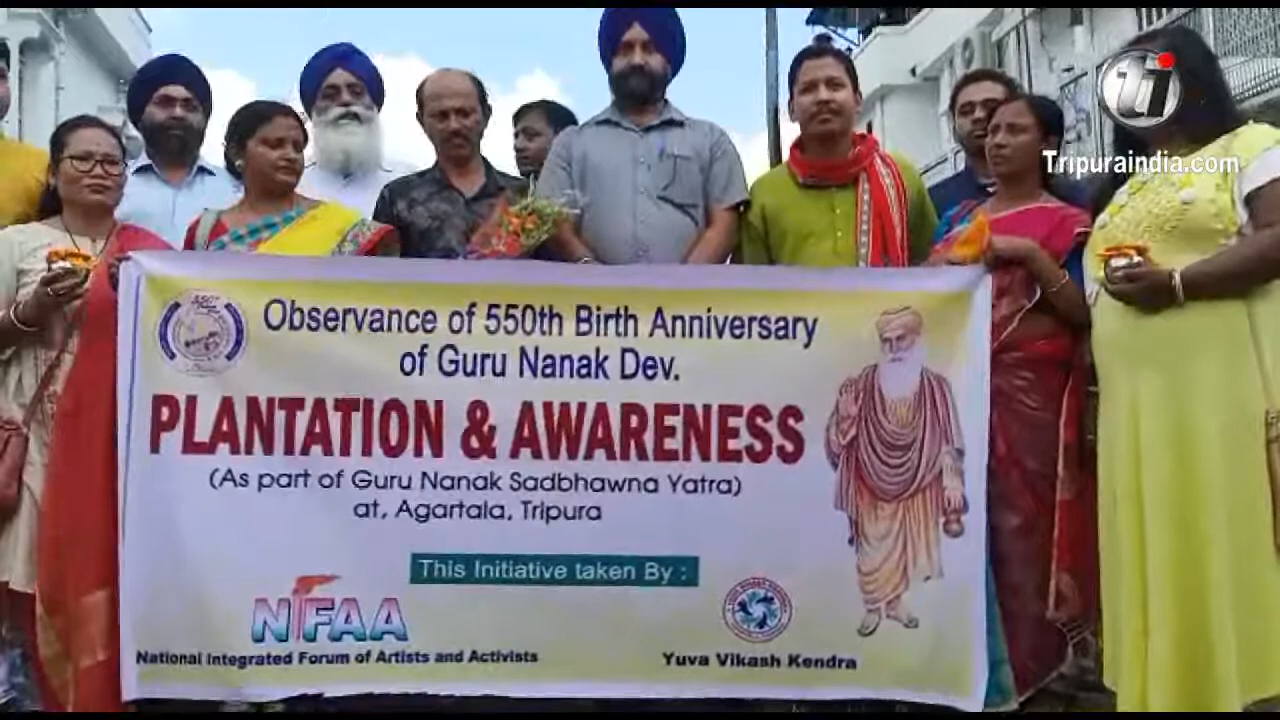 ti
Tripuraindia.com
Observance of 550th Birth Anniversary
of Guru Nanak Dev.
PLANTATION & AWARENESS
(As part of Guru Nanak Sadbhawna Yatra)
at, Agartala, Tripura
This Initiative taken By :
NIFAA
National Integrated Forum of Artists and Activists
Yuva Vikash Kendra